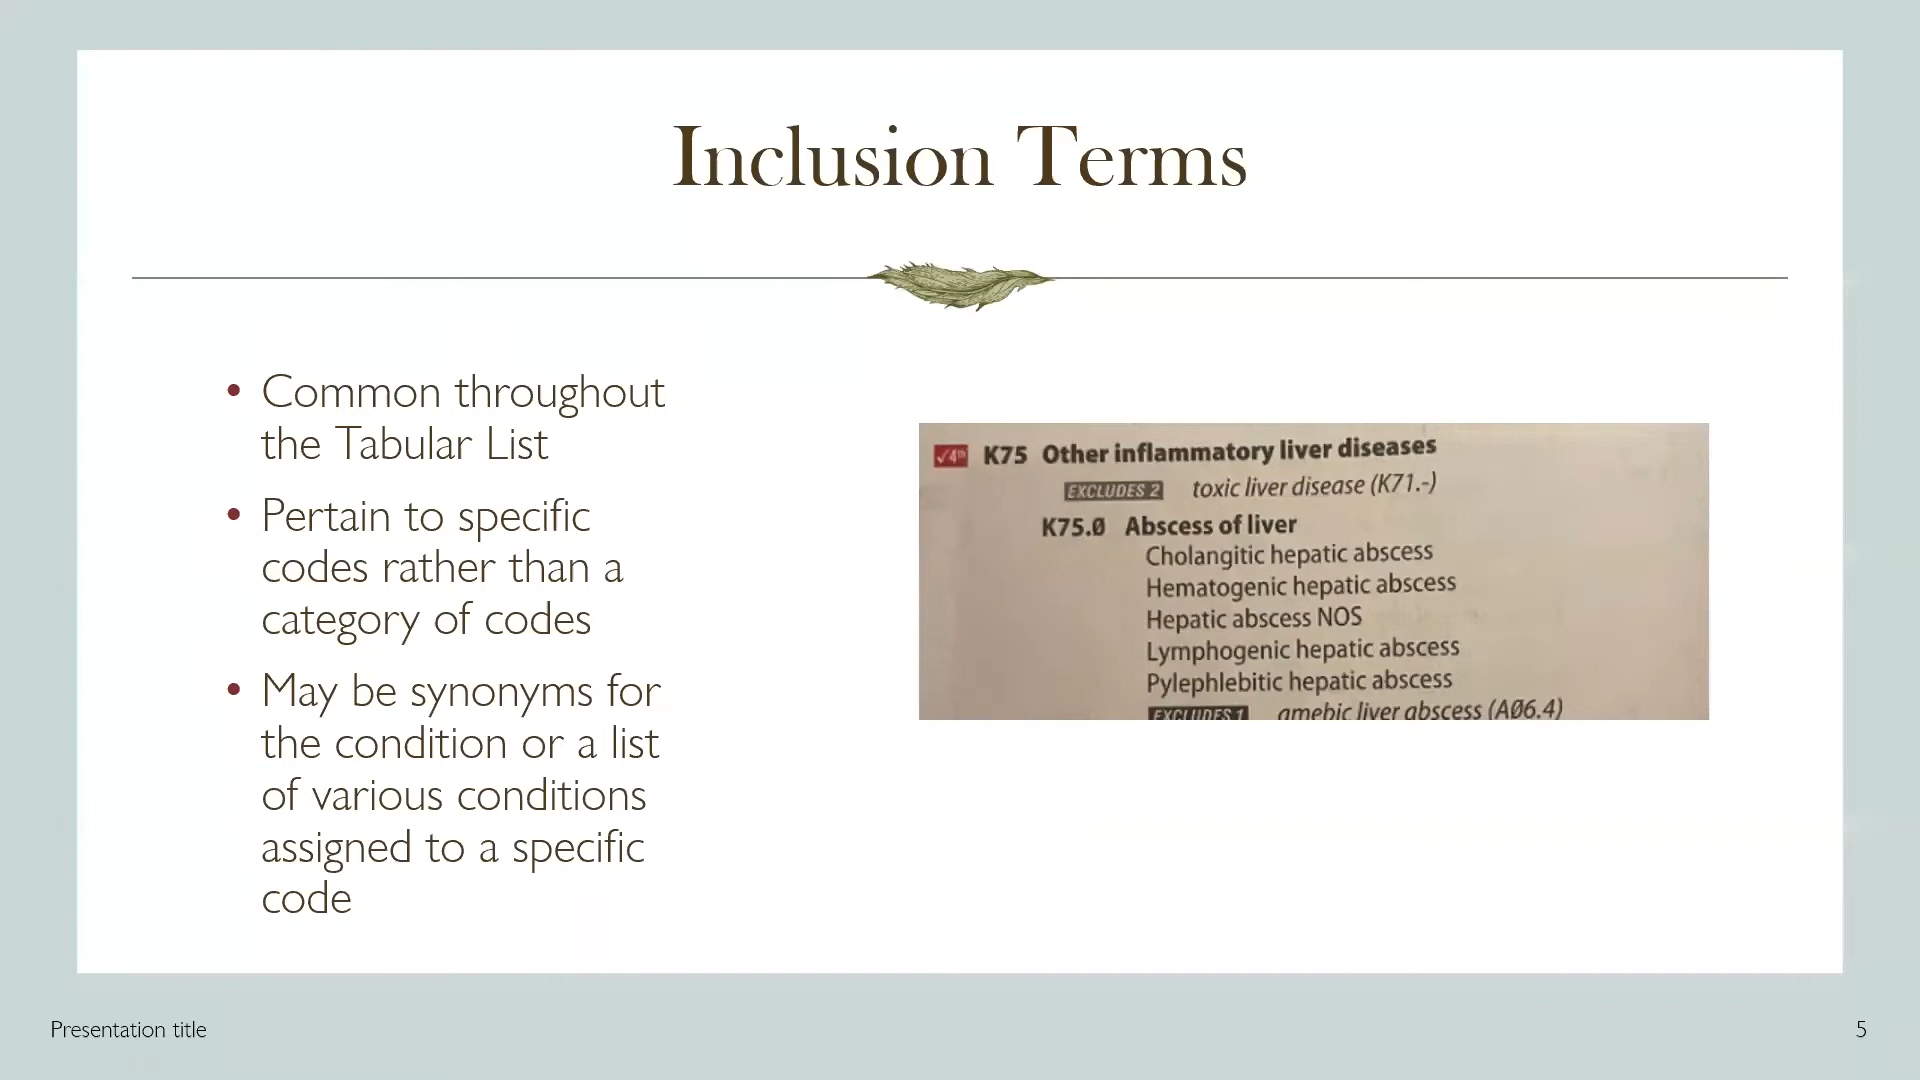 Inclusion Terms
• Common throughout
the Tabular List
• Pertain to specific
codes rather than a
category of codes
• May be synonyms for
the condition or a list
of various conditions
assigned to a specific
code
✓4th K75 Other inflammatory liver diseases
EXCLUDES 2 toxic liver disease (K71.-)
K75.0 Abscess of liver
Cholangitic hepatic abscess
Hematogenic hepatic abscess
Hepatic abscess NOS
Lymphogenic hepatic abscess
Pylephlebitic hepatic abscess
EXCLUDES 1 amebic liver abscess (A06.4)
Presentation title
5